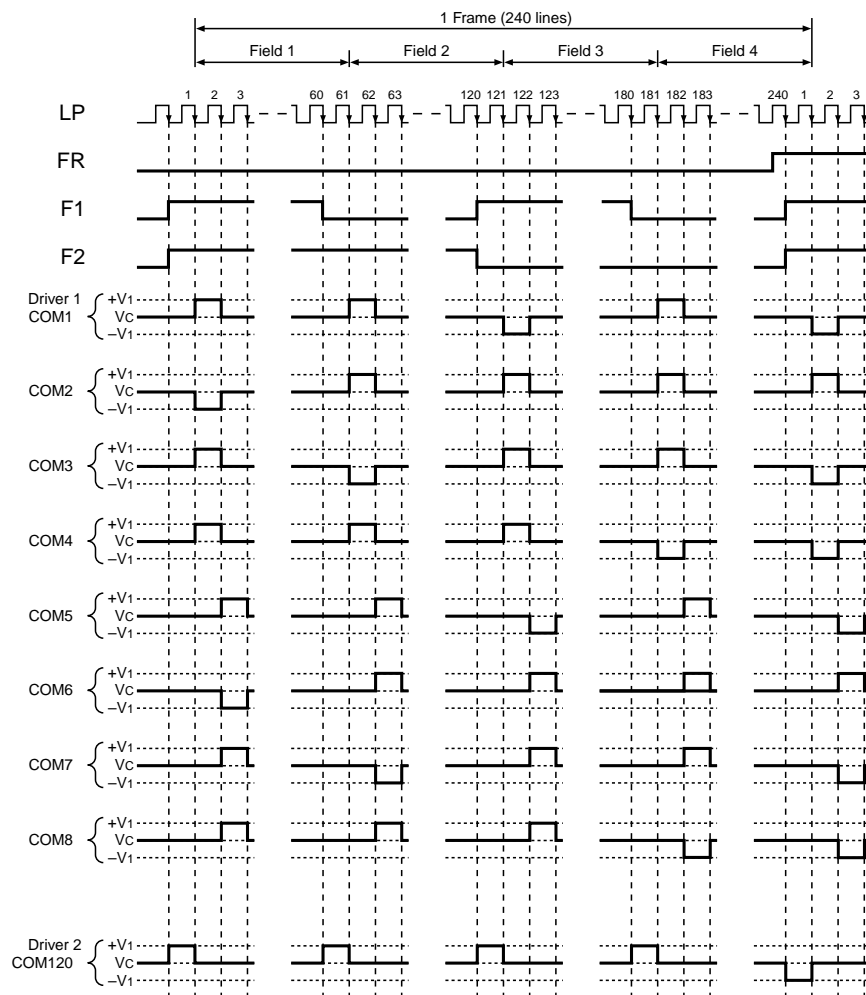 1 Frame (240 lines)
Field 1 Field 2 Field 3 Field 4
1 2 3 60 61 62 63 120 121 122 123 180 181 182 183 240 1 2 3
LP
FR
F1
F2
Driver 1 +V1
COM1 VC
–V1
+V1
COM2 VC
–V1
+V1
COM3 VC
–V1
+V1
COM4 VC
–V1
+V1
COM5 VC
–V1
+V1
COM6 VC
–V1
+V1
COM7 VC
–V1
+V1
COM8 VC
–V1
Driver 2 +V1
COM120 VC
–V1